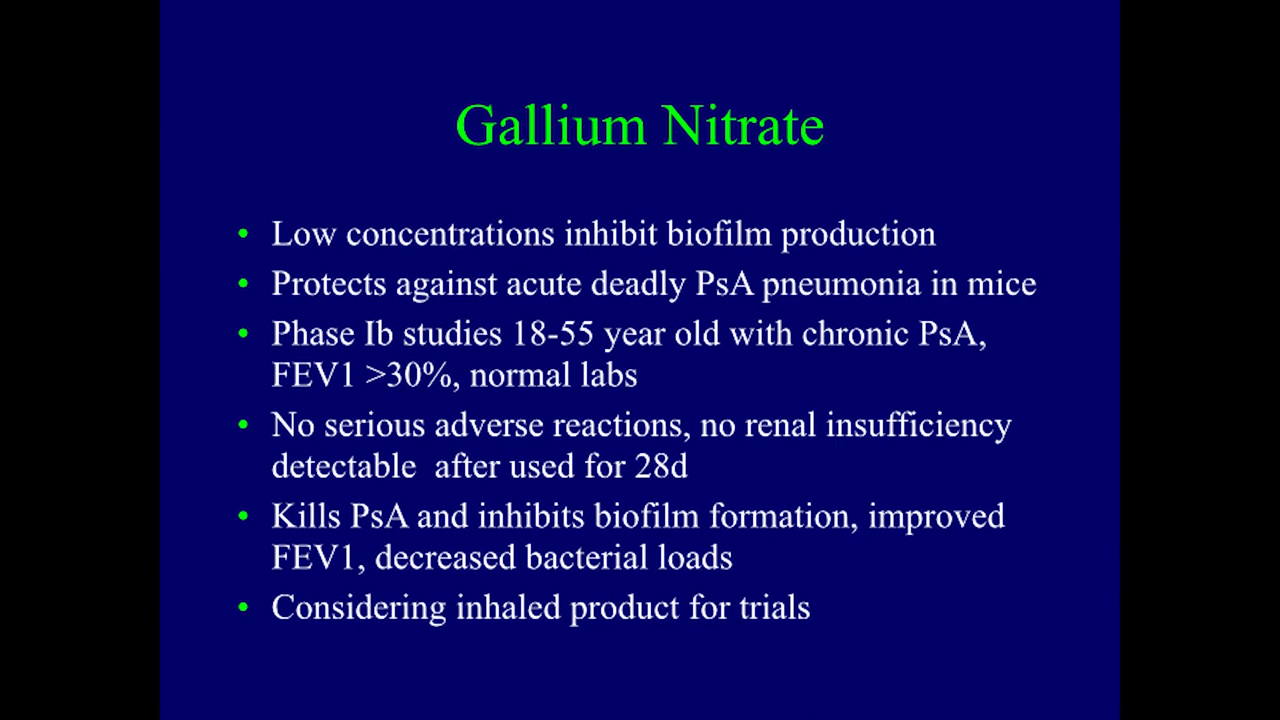 Gallium Nitrate
• Low concentrations inhibit biofilm production
• Protects against acute deadly PsA pneumonia in mice
• Phase Ib studies 18-55 year old with chronic PsA,
FEV1 >30%, normal labs
• No serious adverse reactions, no renal insufficiency
detectable  after used for 28d
• Kills PsA and inhibits biofilm formation, improved
FEV1, decreased bacterial loads
• Considering inhaled product for trials